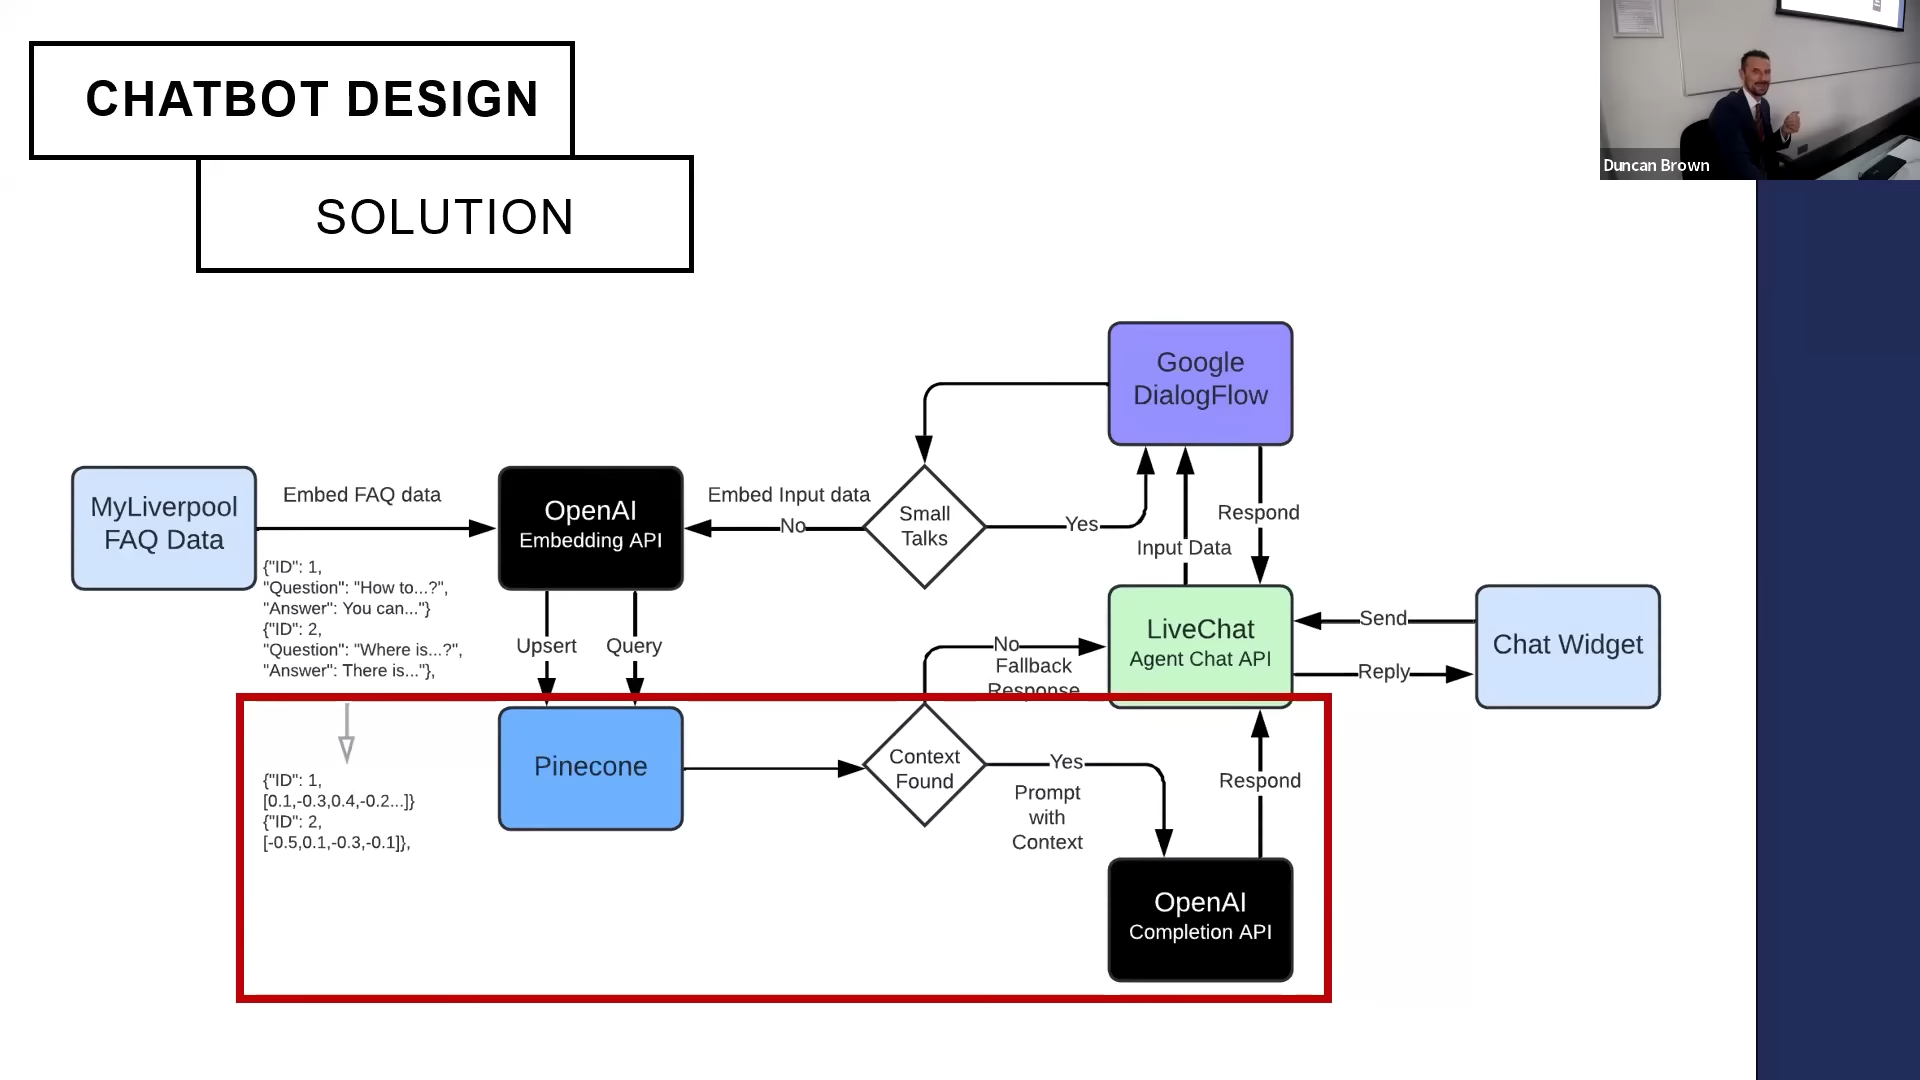 CHATBOT DESIGN
SOLUTION
Duncan Brown
Google
DialogFlow
MyLiverpool
FAQ Data
Embed FAQ data
OpenAI
Embedding API
Embed Input data
No
Small
Talks
Yes
Input Data
Respond
{"ID": 1,
"Question": "How to...?",
"Answer": You can..."}
{"ID": 2,
"Question": "Where is...?",
"Answer": There is..."},
Upsert
Query
No
Fallback
Response
LiveChat
Agent Chat API
Send
Reply
Chat Widget
{"ID": 1,
[0.1,-0.3,0.4,-0.2...]}
{"ID": 2,
[-0.5,0.1,-0.3,-0.1]},
Pinecone
Context
Found
Yes
Prompt
with
Context
Respond
OpenAI
Completion API